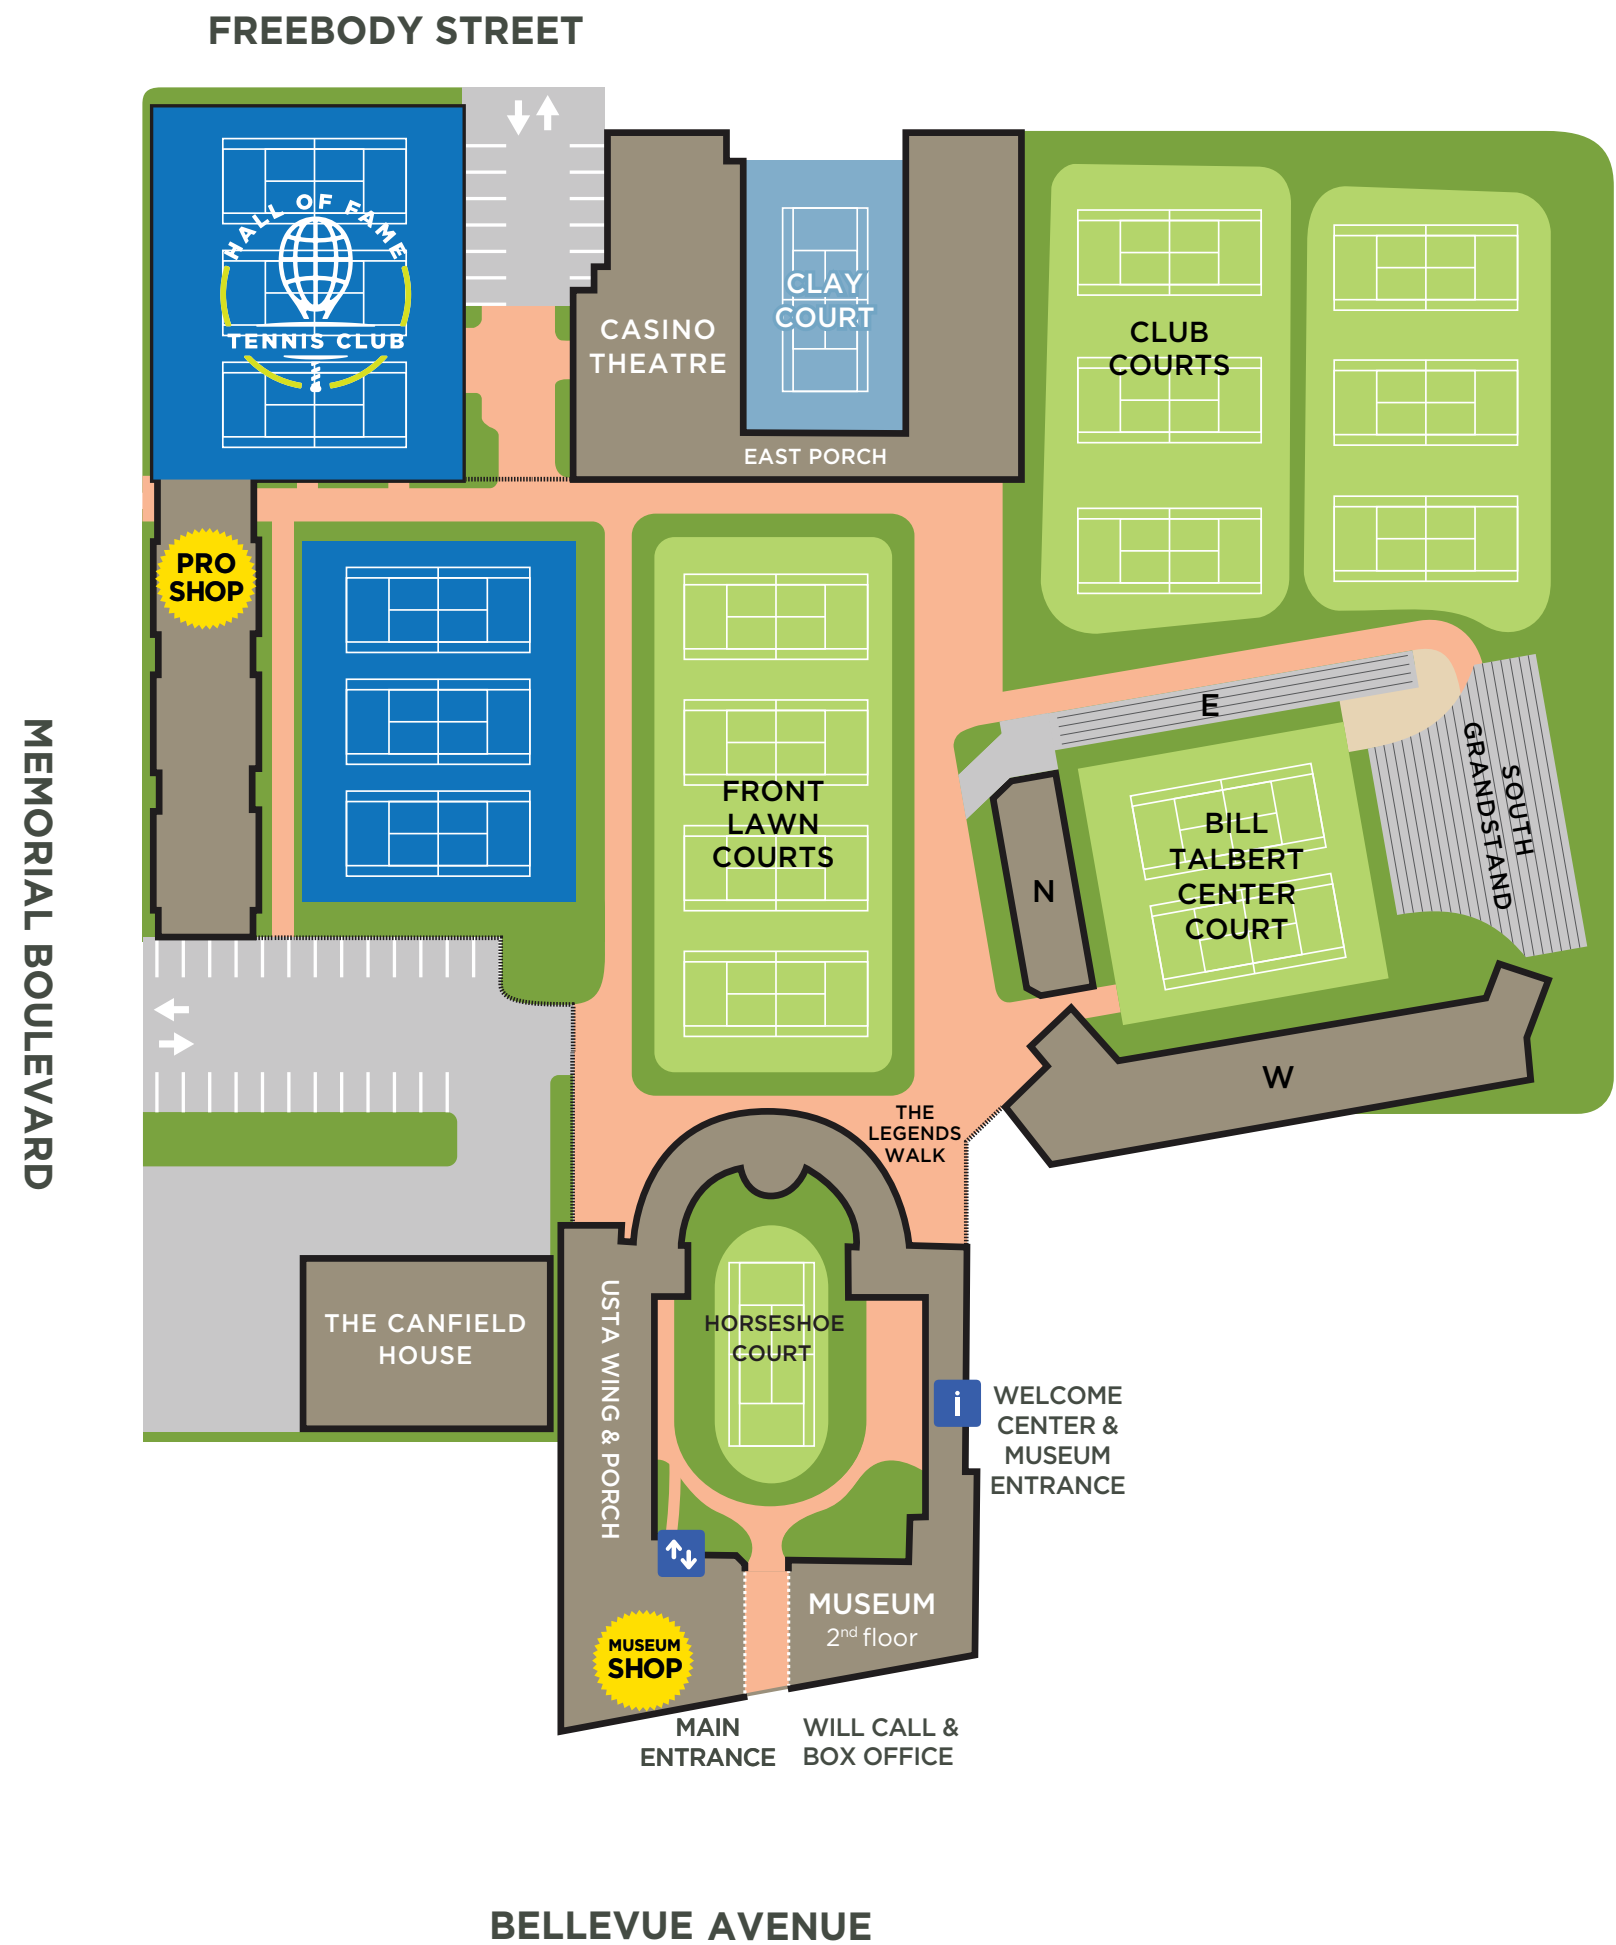 FREEBODY STREET
HALL OF FAME
TENNIS CLUB
CASINO
THEATRE
CLAY
COURT
EAST PORCH
CLUB
COURTS
PRO
SHOP
MEMORIAL BOULEVARD
FRONT
LAWN
COURTS
E
N
BILL
TALBERT
CENTER
COURT
SOUTH
GRANDSTAND
W
THE
LEGENDS
WALK
THE CANFIELD
HOUSE
USTA WING & PORCH
HORSESHOE
COURT
i
WELCOME
CENTER &
MUSEUM
ENTRANCE
MUSEUM
2nd floor
MUSEUM
SHOP
MAIN
ENTRANCE
WILL CALL &
BOX OFFICE
BELLEVUE AVENUE